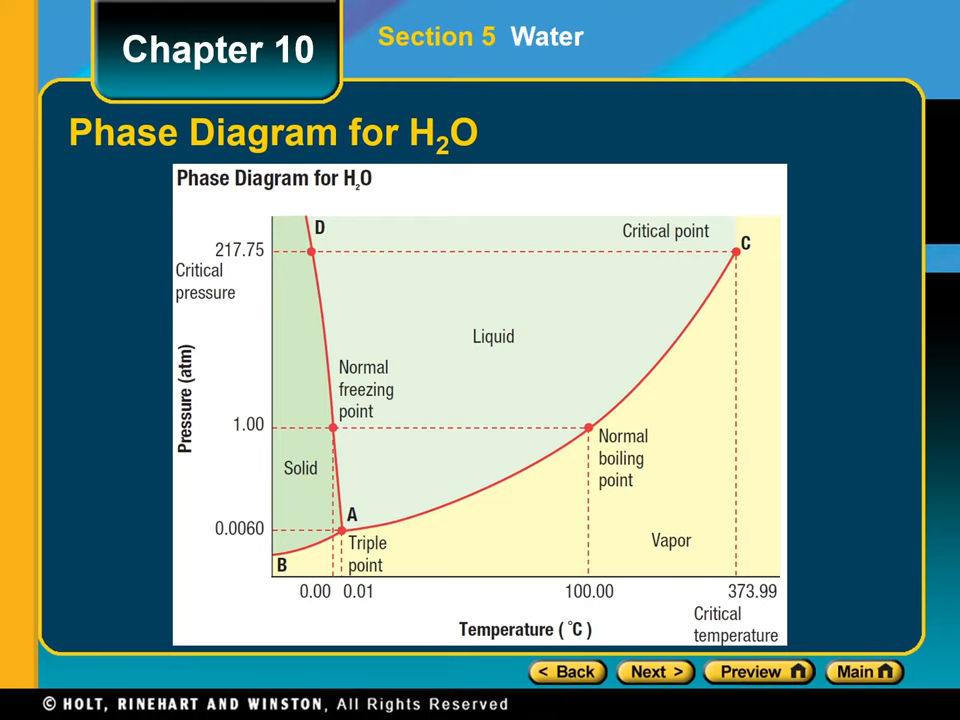 Chapter 10
Section 5 Water
Phase Diagram for H₂O
Phase Diagram for H₂O
D
Critical point
C
217.75
Critical
pressure
Liquid
Normal
freezing
point
Pressure (atm)
1.00
Normal
boiling
point
Solid
A
0.0060
Triple
point
Vapor
B
0.00 0.01 100.00 373.99
Critical
temperature
Temperature (°C)
< Back Next > Preview Main
© HOLT, RINEHART AND WINSTON, All Rights Reserved